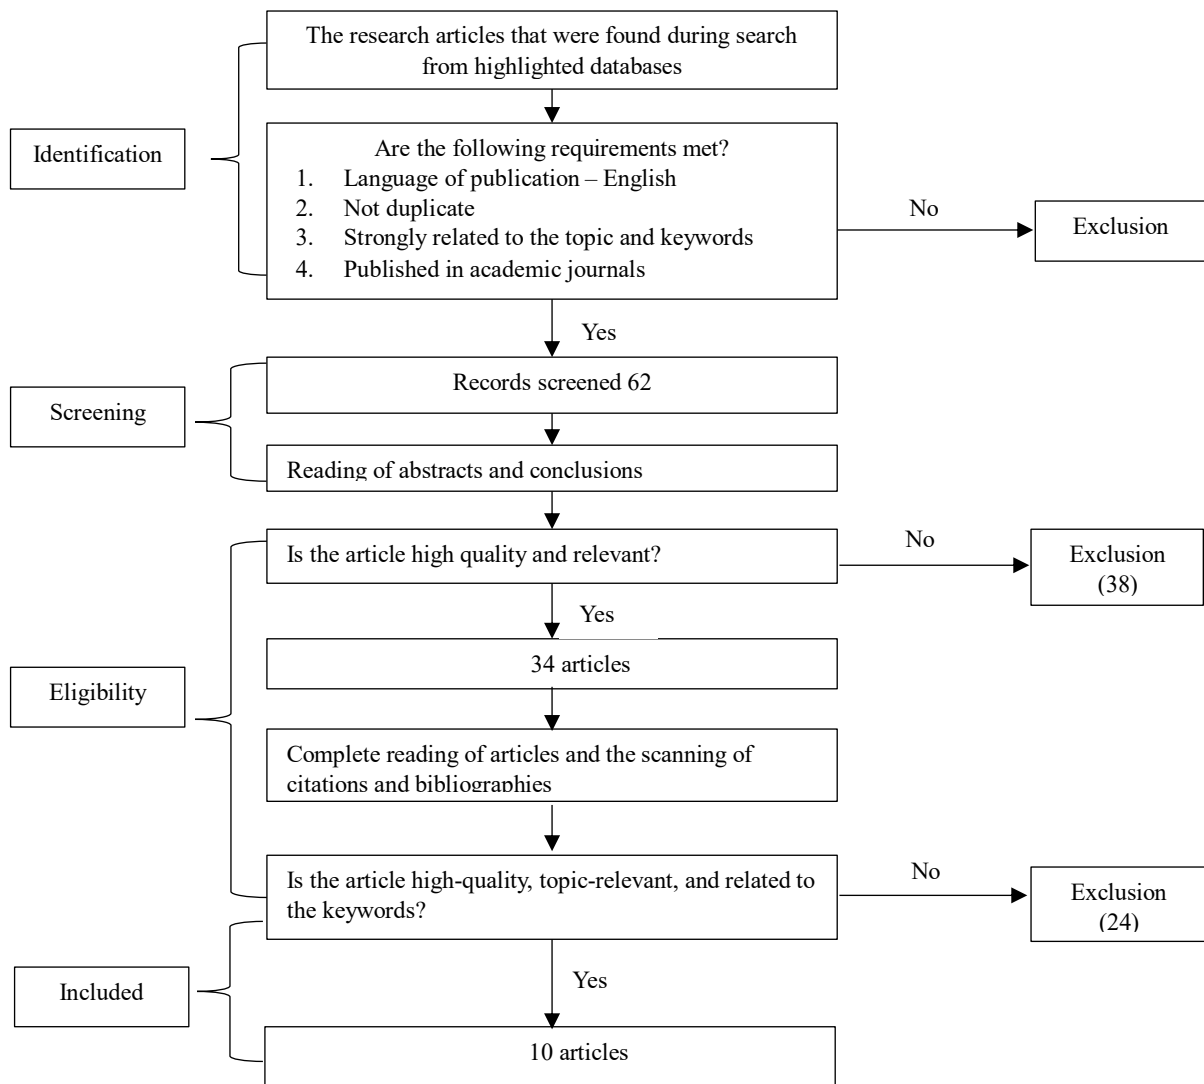 The research articles that were found during search
from highlighted databases
Identification
Are the following requirements met?
1. Language of publication – English
2. Not duplicate
3. Strongly related to the topic and keywords
4. Published in academic journals
No
Exclusion
Yes
Records screened 62
Screening
Reading of abstracts and conclusions
Is the article high quality and relevant?
No
Exclusion
(38)
Yes
34 articles
Eligibility
Complete reading of articles and the scanning of
citations and bibliographies
Is the article high-quality, topic-relevant, and related to
the keywords?
No
Exclusion
(24)
Yes
Included
10 articles